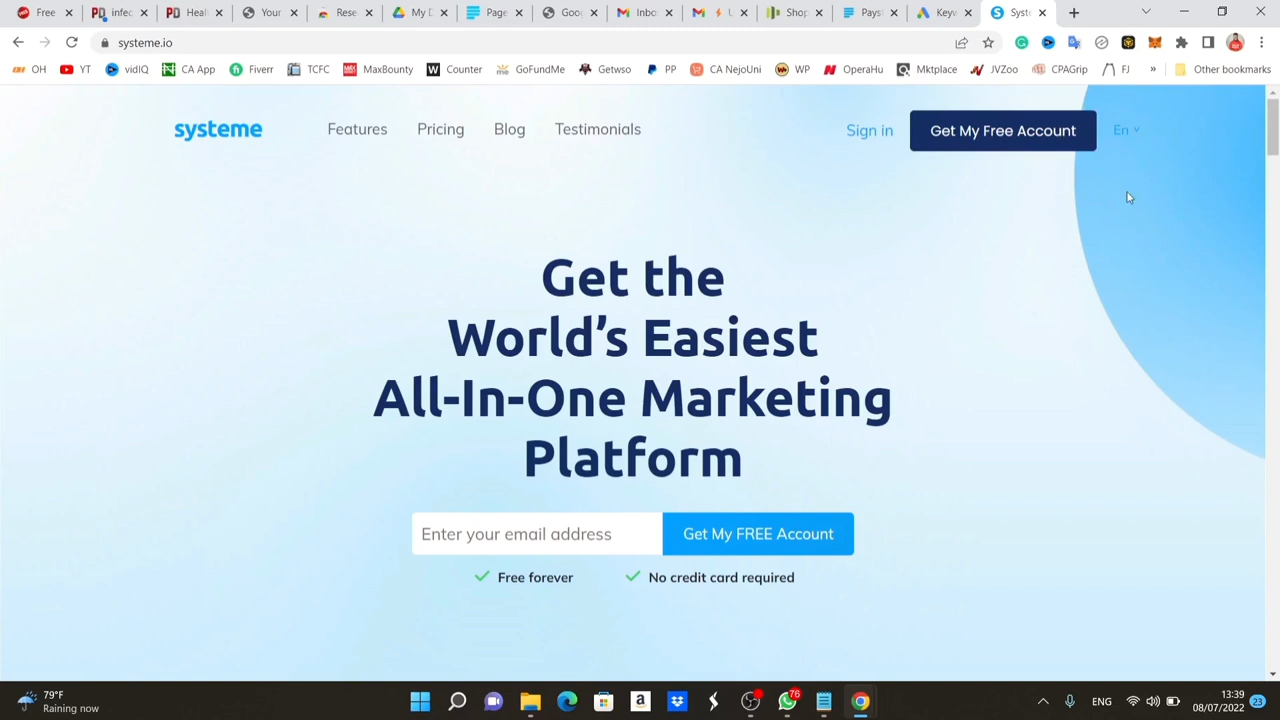 Free
infec
Heal
Your
Rese
My D
Page
Goo
Inbo
U
Shop
Payst
Keyw
Syst
systeme.io
OH
YT
vidIQ
CA App
Fiverr
TCFC
MaxBounty
Counter
GoFundMe
Getwso
PP
CA NejoUni
WP
OperaHu
Mktplace
JVZoo
CPAGrip
FJ
»
Other bookmarks
systeme
Features
Pricing
Blog
Testimonials
Sign in
Get My Free Account
En
Get the
World's Easiest
All-In-One Marketing
Platform
Enter your email address
Get My FREE Account
Free forever
No credit card required
79°F
Raining now
76
ENG
13:39
08/07/2022
23